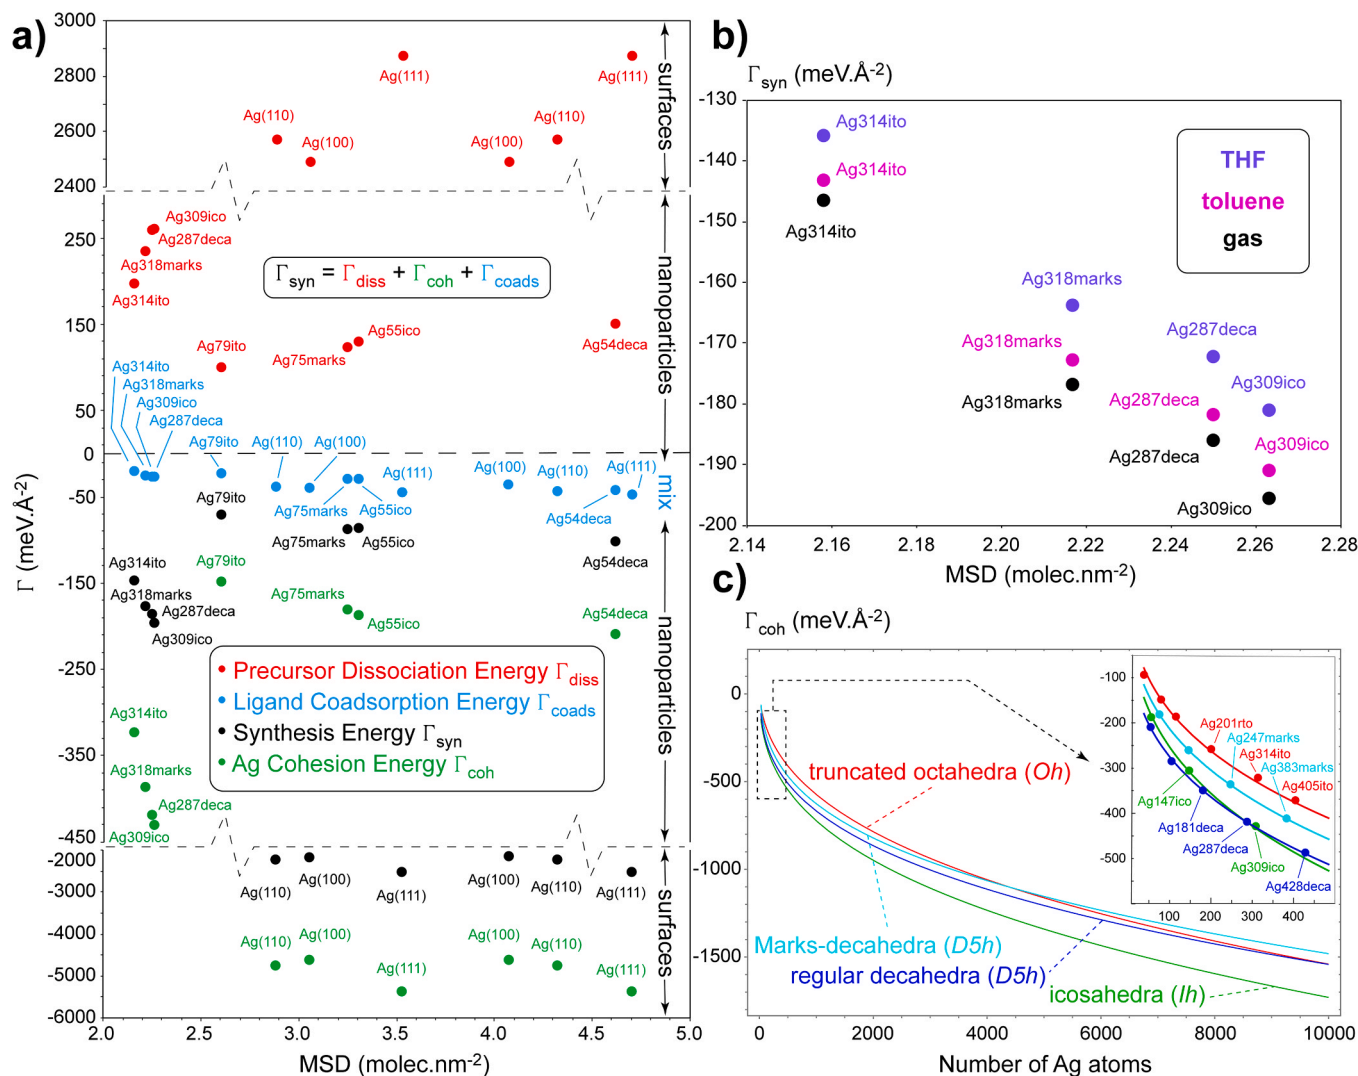 a)
3000
2800
2600
2400
250
150
50
0
-50
-150
-250
-350
-450
-2000
-3000
-4000
-5000
-6000
Γ (meV.Å-2)
2.0
3.0
4.0
5.0
MSD (molec.nm-2)
Ag(111)
Ag(111)
Ag(110)
Ag(110)
Ag(100)
Ag(100)
surfaces
Ag309ico
Ag287deca
Ag318marks
Ag314ito
Γsyn = Γdiss + Γcoh + Γcoads
nanoparticles
Ag79ito
Ag55ico
Ag75marks
Ag54deca
Ag314ito
Ag318marks
Ag309ico
Ag287deca
Ag79ito
Ag(110)
Ag(100)
Ag(111)
Ag(100)
Ag(110)
Ag(111)
Ag75marks
Ag55ico
Ag54deca
mix
Ag79ito
Ag75marks
Ag55ico
Ag54deca
Ag314ito
Ag318marks
Ag287deca
Ag309ico
Ag79ito
Ag75marks
Ag55ico
Ag54deca
nanoparticles
Precursor Dissociation Energy Γdiss
Ligand Coadsorption Energy Γcoads
Synthesis Energy Γsyn
Ag Cohesion Energy Γcoh
Ag314ito
Ag318marks
Ag287deca
Ag309ico
Ag(110)
Ag(100)
Ag(111)
Ag(100)
Ag(110)
Ag(111)
Ag(110)
Ag(100)
Ag(111)
Ag(100)
Ag(110)
Ag(111)
surfaces
b)
Γsyn (meV.Å-2)
-130
-140
-150
-160
-170
-180
-190
-200
2.14
2.16
2.18
2.20
2.22
2.24
2.26
2.28
MSD (molec.nm-2)
Ag314ito
Ag314ito
Ag314ito
THF
toluene
gas
Ag318marks
Ag318marks
Ag318marks
Ag287deca
Ag287deca
Ag287deca
Ag309ico
Ag309ico
Ag309ico
c)
Γcoh (meV.Å-2)
0
-500
-1000
-1500
0
2000
4000
6000
8000
10000
Number of Ag atoms
truncated octahedra (Oh)
Marks-decahedra (D5h)
regular decahedra (D5h)
icosahedra (Ih)
-100
-200
-300
-400
-500
100
200
300
400
Ag201rto
Ag247marks
Ag314ito
Ag383marks
Ag405ito
Ag147ico
Ag181deca
Ag287deca
Ag309ico
Ag428deca